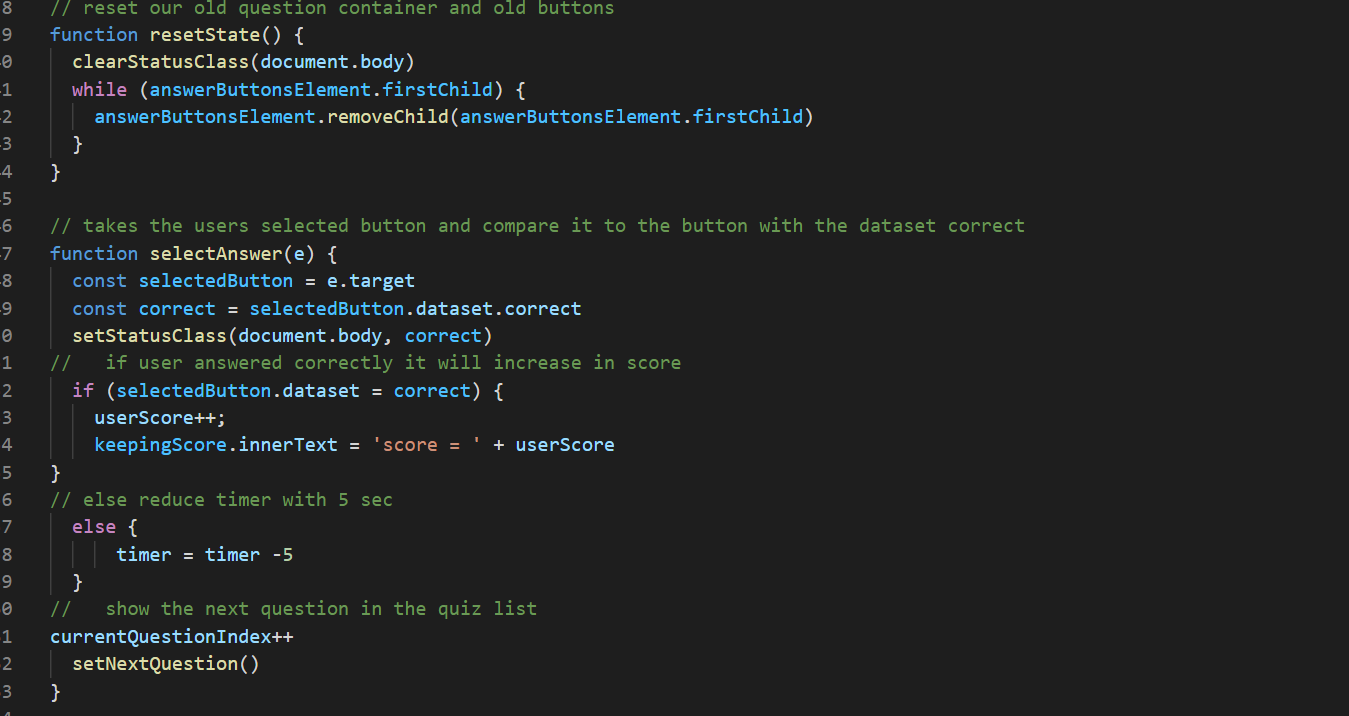 8 // reset our old question container and old buttons
9 function resetState() {
0 clearStatusClass(document.body)
1 while (answerButtonsElement.firstChild) {
2 answerButtonsElement.removeChild(answerButtonsElement.firstChild)
3 }
4 }
5
6 // takes the users selected button and compare it to the button with the dataset correct
7 function selectAnswer(e) {
8 const selectedButton = e.target
9 const correct = selectedButton.dataset.correct
0 setStatusClass(document.body, correct)
1 // if user answered correctly it will increase in score
2 if (selectedButton.dataset = correct) {
3 userScore++;
4 keepingScore.innerText = 'score = ' + userScore
5 }
6 // else reduce timer with 5 sec
7 else {
8 timer = timer -5
9 }
0 // show the next question in the quiz list
1 currentQuestionIndex++
2 setNextQuestion()
3 }